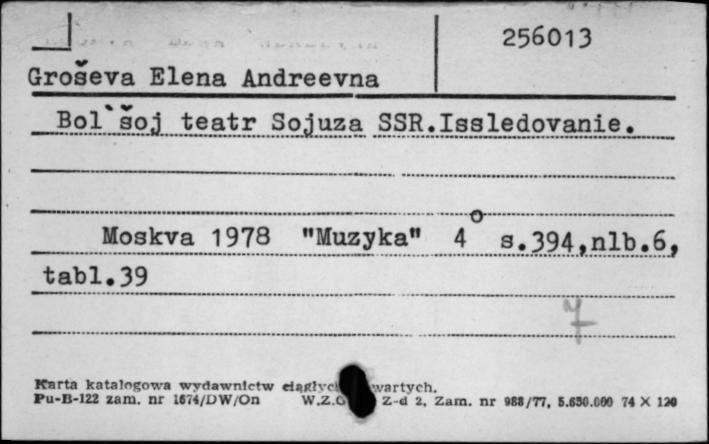 256013
Groševa Elena Andreevna
Bol`šoj teatr Sojuza SSR.Issledovanie.
Moskva 1978 "Muzyka" 4° s.394,nlb.6,
tabl.39
7
Karta katalogowa wydawnictw
Pu-B-122 zam. nr 1674/DW/On Z-d 2, Zam. nr 988/77, 5.650.000 74 X 120